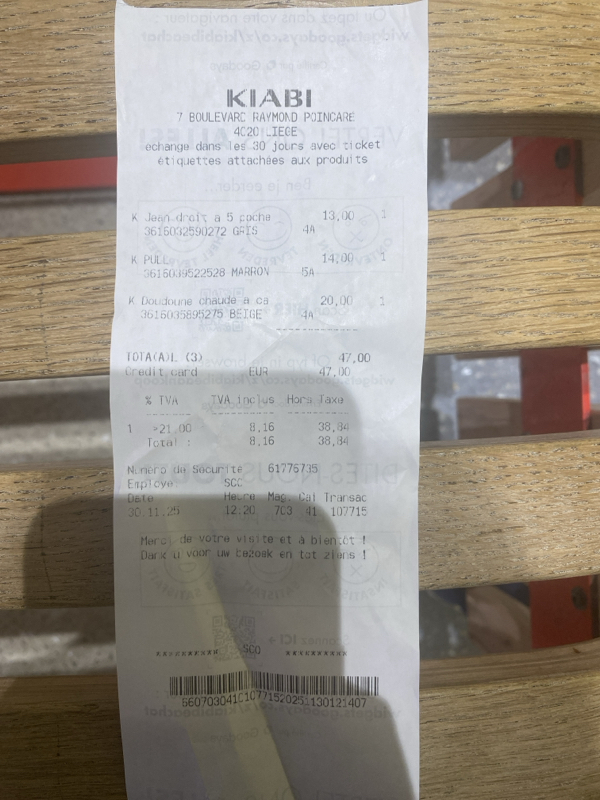 KIABI
7 BOULEVARD RAYMOND POINCARE
4020 LIEGE
echange dans les 30 jours avec ticket
étiquettes attachées aux produits
K Jean droit a 5 poche 13,00 1
3616032590272 GRIS 4A
K PULL 14,00 1
3616039522528 MARRON 5A
K Doudoune chaude a ca 20,00 1
3616035895275 BEIGE 4A
TOTA(A)L (3) 47.00
Credit card EUR 47.00
% TVA TVA inclus Hors Taxe
1 >21.00 8,16 38,84
Total : 8,16 38,84
Numero de Sécurité 61776735
Employe: SCO
Date Heure Mag. Cai Transac
30.11.25 12.20 703 41 107715
Merci de votre visite et à bientôt !
Dank u voor uw bezoek en tot ziens !
********** SCO **********